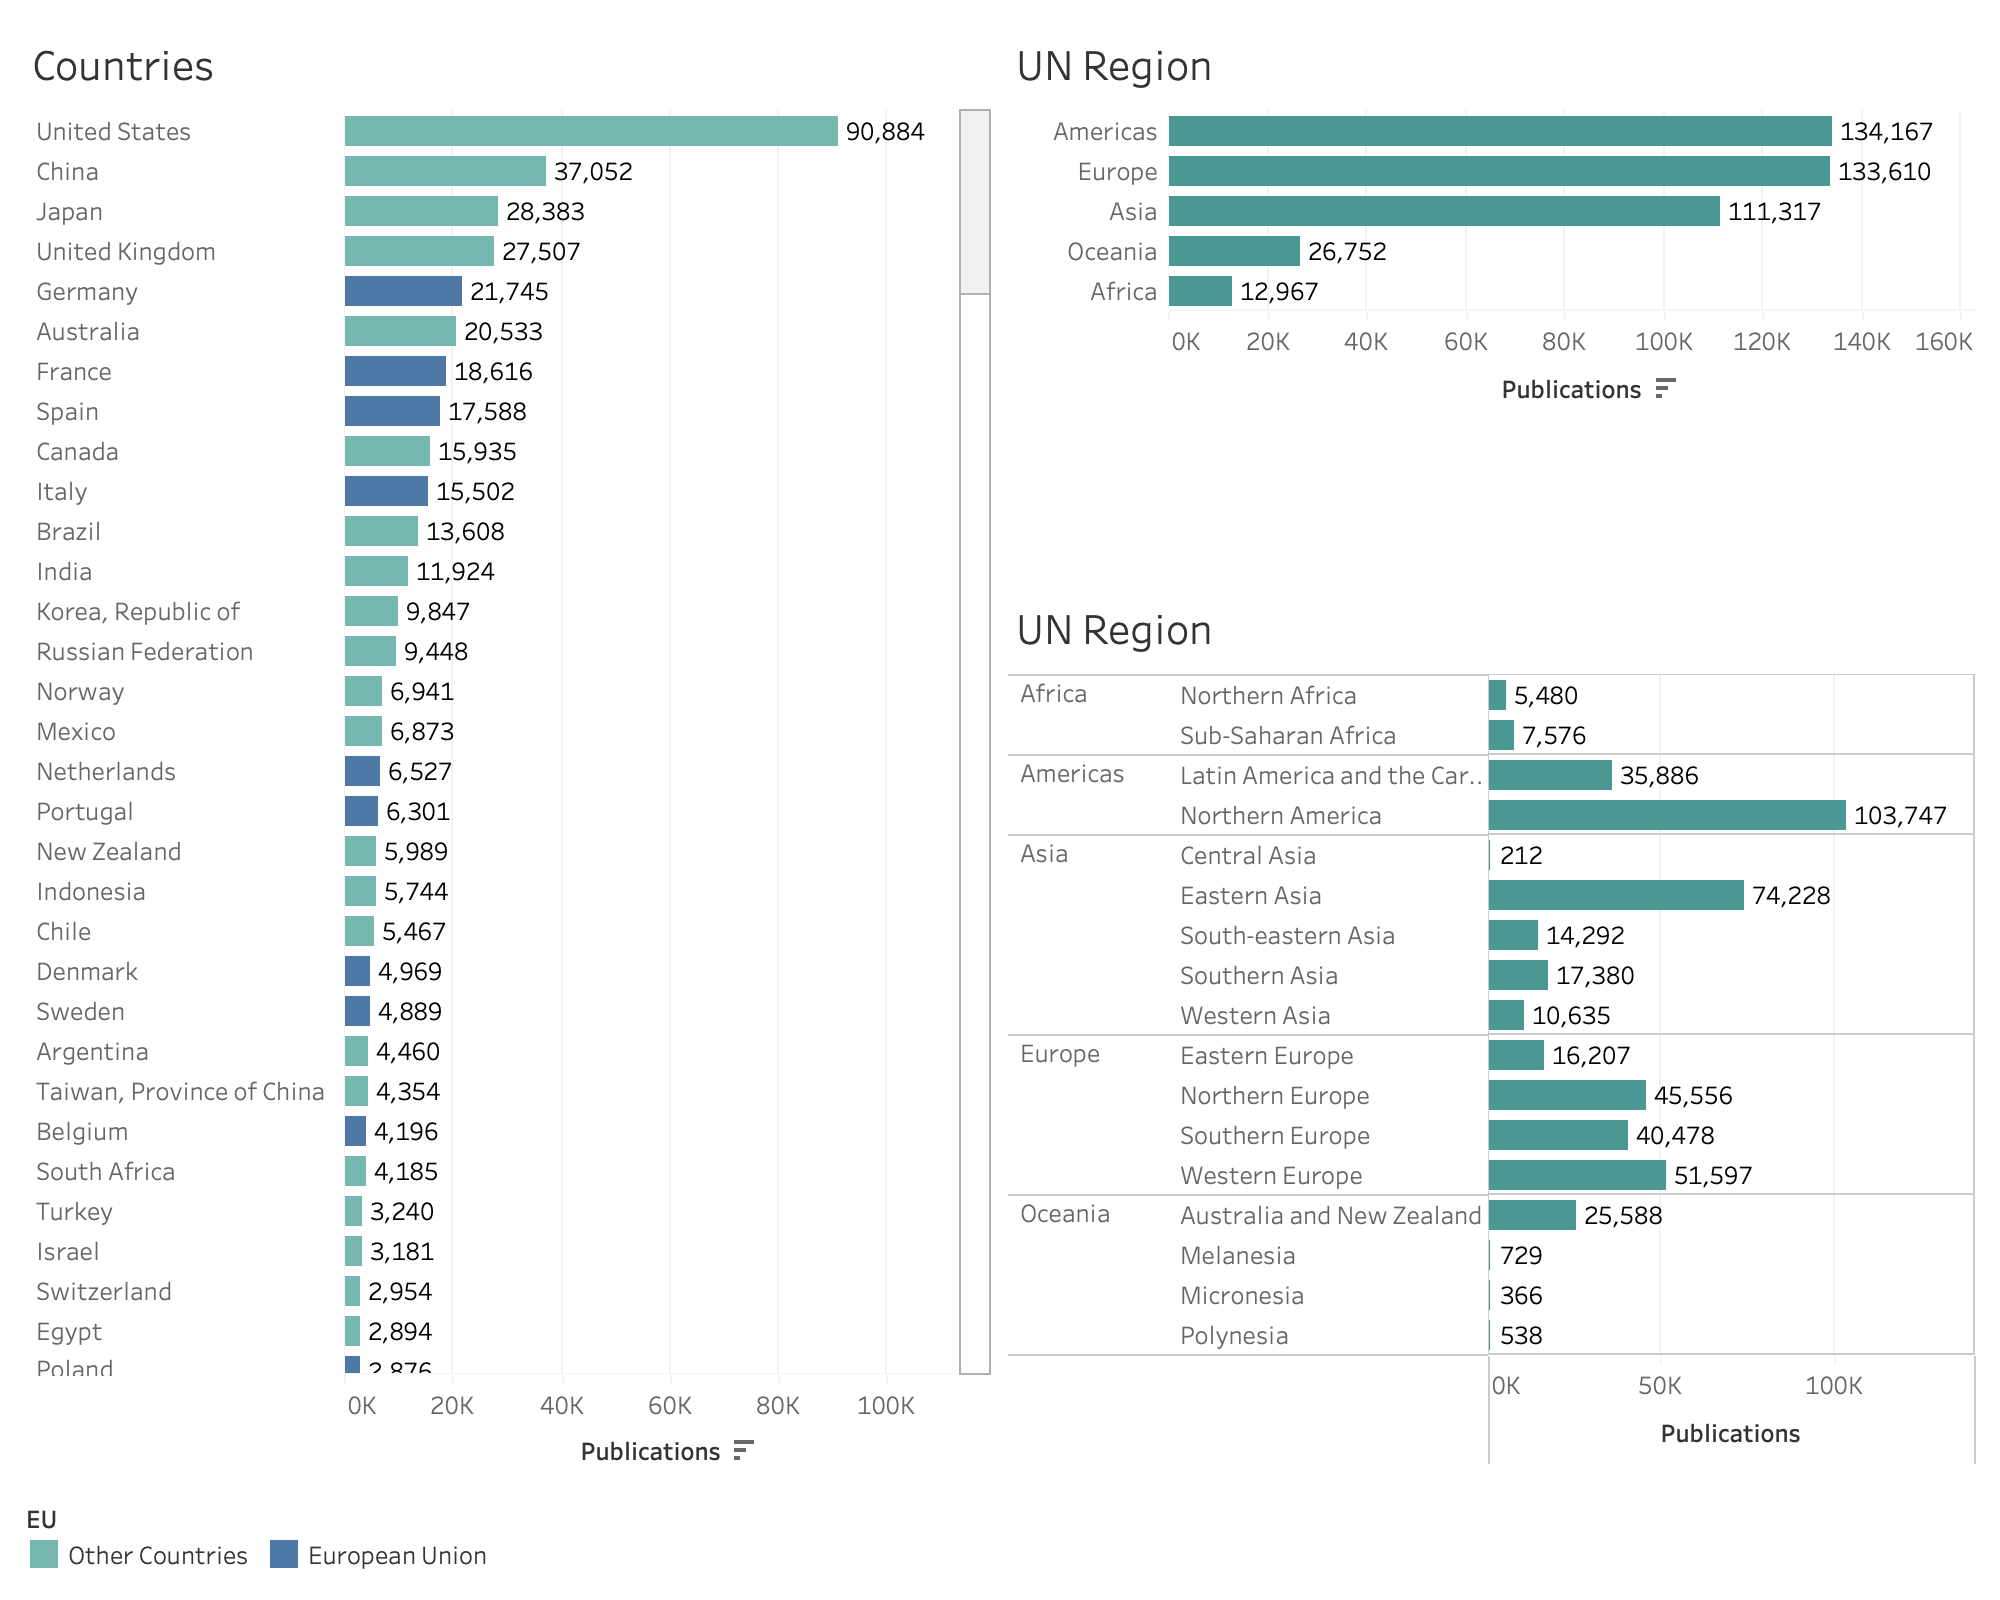 Countries
United States 90,884
China 37,052
Japan 28,383
United Kingdom 27,507
Germany 21,745
Australia 20,533
France 18,616
Spain 17,588
Canada 15,935
Italy 15,502
Brazil 13,608
India 11,924
Korea, Republic of 9,847
Russian Federation 9,448
Norway 6,941
Mexico 6,873
Netherlands 6,527
Portugal 6,301
New Zealand 5,989
Indonesia 5,744
Chile 5,467
Denmark 4,969
Sweden 4,889
Argentina 4,460
Taiwan, Province of China 4,354
Belgium 4,196
South Africa 4,185
Turkey 3,240
Israel 3,181
Switzerland 2,954
Egypt 2,894
Poland 2,876
0K 20K 40K 60K 80K 100K
Publications
EU
Other Countries European Union
UN Region
Americas 134,167
Europe 133,610
Asia 111,317
Oceania 26,752
Africa 12,967
0K 20K 40K 60K 80K 100K 120K 140K 160K
Publications
UN Region
Africa Northern Africa 5,480
Sub-Saharan Africa 7,576
Americas Latin America and the Car.. 35,886
Northern America 103,747
Asia Central Asia 212
Eastern Asia 74,228
South-eastern Asia 14,292
Southern Asia 17,380
Western Asia 10,635
Europe Eastern Europe 16,207
Northern Europe 45,556
Southern Europe 40,478
Western Europe 51,597
Oceania Australia and New Zealand 25,588
Melanesia 729
Micronesia 366
Polynesia 538
0K 50K 100K
Publications